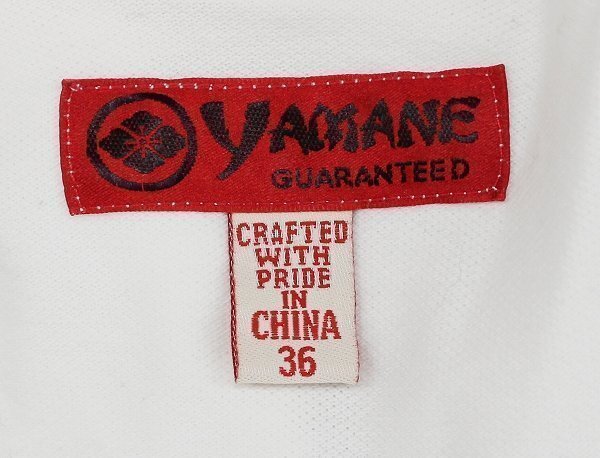 YAMANE
GUARANTEED
CRAFTED
WITH
PRIDE
IN
CHINA
36